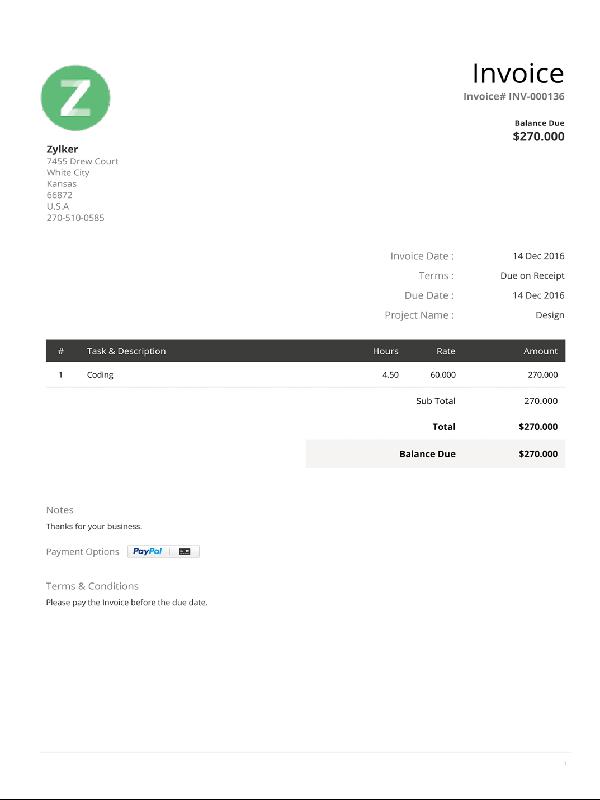 Z
Invoice
Invoice# INV-000136
Balance Due
$270.000
Zylker
7455 Drew Court
White City
Kansas
66872
U.S.A
270-510-0585
Invoice Date : 14 Dec 2016
Terms : Due on Receipt
Due Date : 14 Dec 2016
Project Name : Design
# Task & Description Hours Rate Amount
1 Coding 4.50 60.000 270.000
Sub Total 270.000
Total $270.000
Balance Due $270.000
Notes
Thanks for your business.
Payment Options PayPal
Terms & Conditions
Please pay the Invoice before the due date.